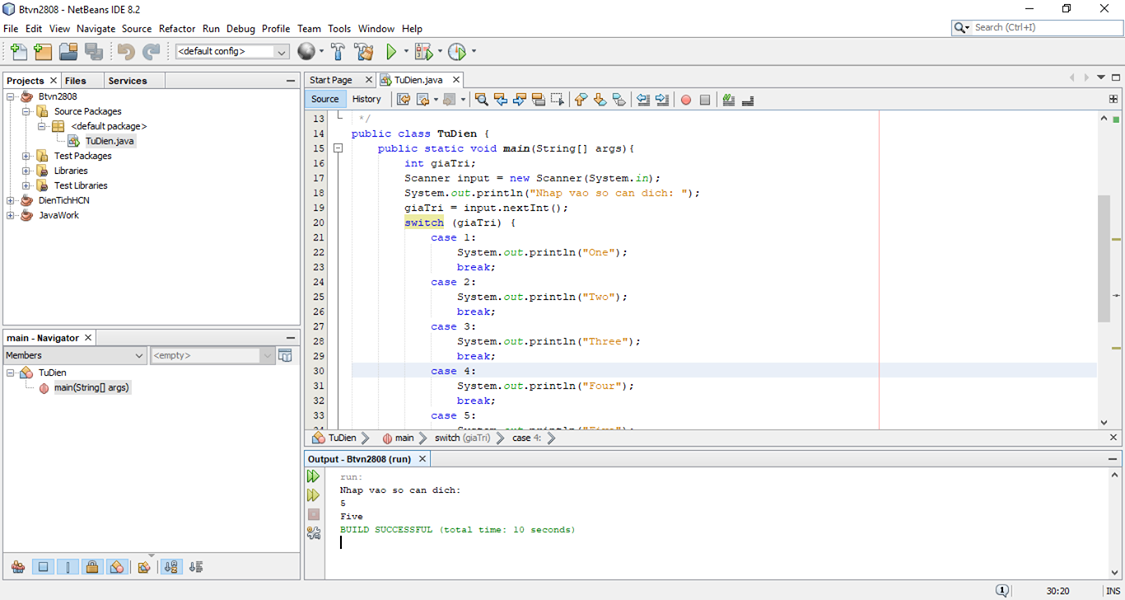 Btvn2808 - NetBeans IDE 8.2
File Edit View Navigate Source Refactor Run Debug Profile Team Tools Window Help
Search (Ctrl+I)
<default config>
Projects Files Services
Btvn2808
Source Packages
<default package>
TuDien.java
Test Packages
Libraries
Test Libraries
DienTichHCN
JavaWork
main - Navigator
Members <empty>
TuDien
main(String[] args)
Start Page TuDien.java
Source History
13 */
14 public class TuDien {
15 public static void main(String[] args){
16 int giaTri;
17 Scanner input = new Scanner(System.in);
18 System.out.println("Nhap vao so can dich: ");
19 giaTri = input.nextInt();
20 switch (giaTri) {
21 case 1:
22 System.out.println("One");
23 break;
24 case 2:
25 System.out.println("Two");
26 break;
27 case 3:
28 System.out.println("Three");
29 break;
30 case 4:
31 System.out.println("Four");
32 break;
33 case 5:
TuDien main switch (giaTri) case 4:
Output - Btvn2808 (run)
run:
Nhap vao so can dich:
5
Five
BUILD SUCCESSFUL (total time: 10 seconds)
1 30:20 INS